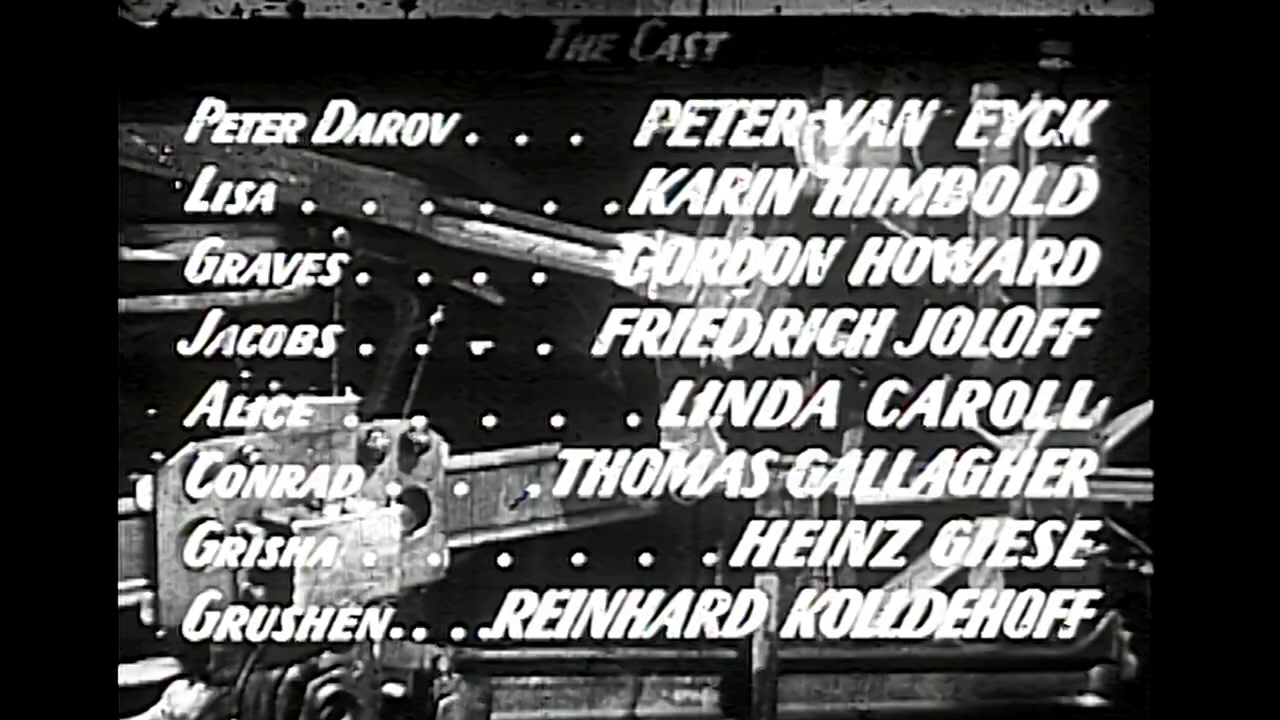 The Cast
Peter Darov . . . PETER VAN EYCK
Lisa . . . . . . KARIN HIMBOLD
Graves . . . . GORDON HOWARD
Jacobs . . . . FRIEDRICH JOLOFF
Alice . . . . . LINDA CAROLL
Conrad . . . THOMAS GALLAGHER
Grisha . . . . . . HEINZ GIESE
Grushen . . . . REINHARD KOLLDEHOFF